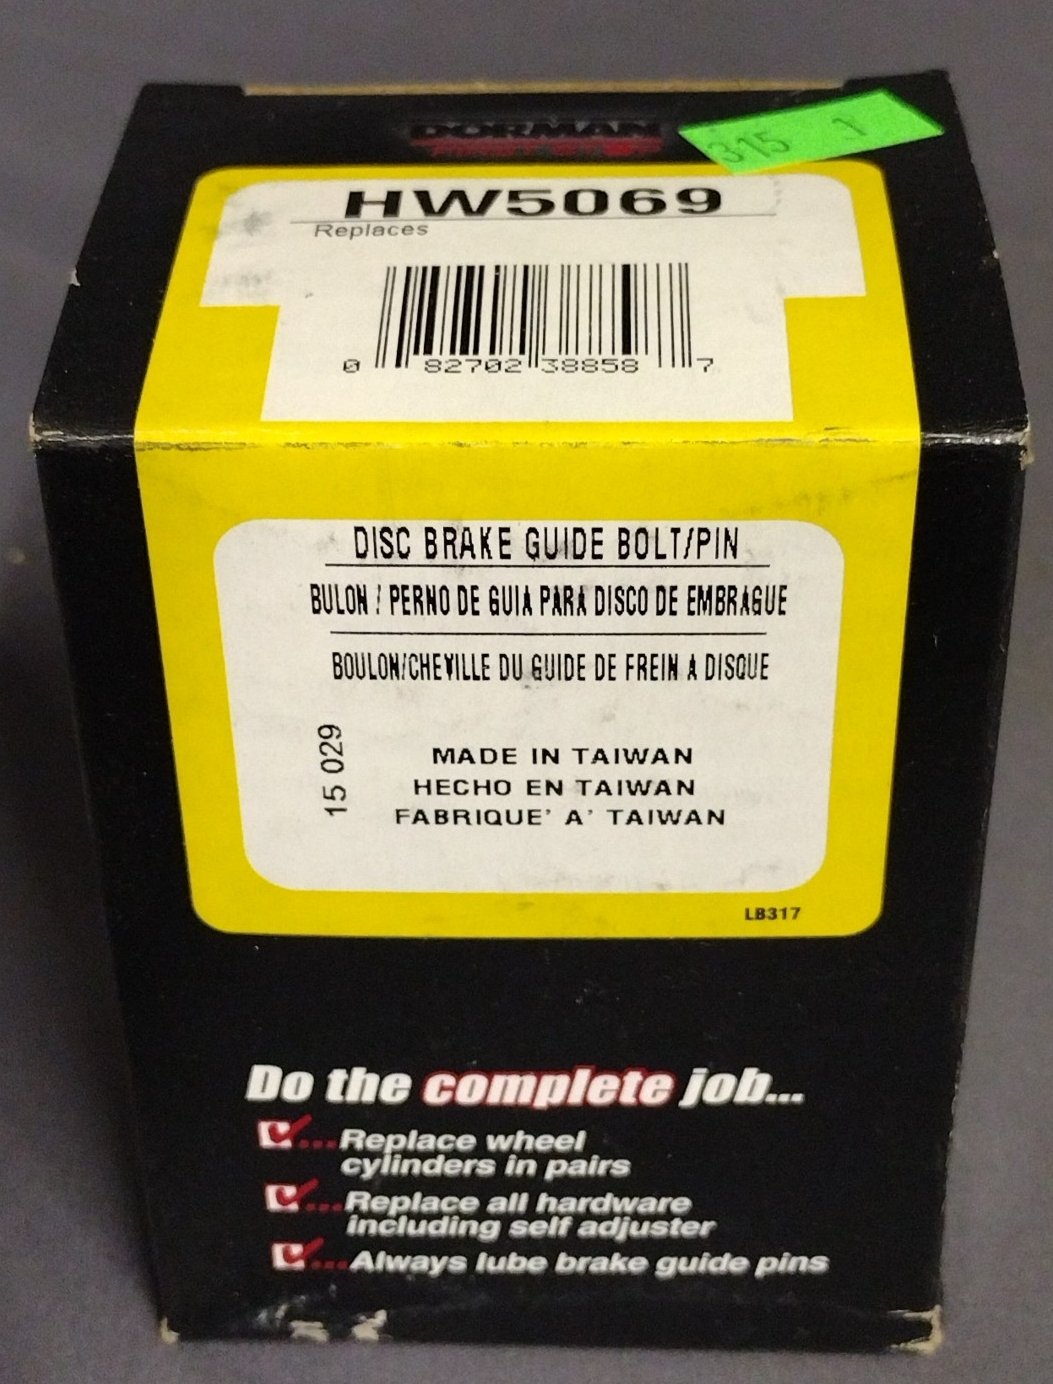 DORMAN
315 1
HW5069
Replaces
0 82702 38858 7
DISC BRAKE GUIDE BOLT/PIN
BULON / PERNO DE GUIA PARA DISCO DE EMBRAGUE
BOULON/CHEVILLE DU GUIDE DE FREIN A DISQUE
15 029
MADE IN TAIWAN
HECHO EN TAIWAN
FABRIQUE' A' TAIWAN
LB317
Do the complete job...
...Replace wheel
cylinders in pairs
...Replace all hardware
including self adjuster
...Always lube brake guide pins